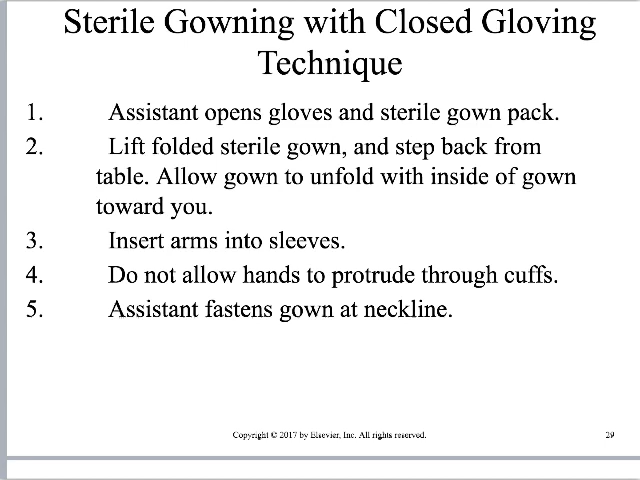 Sterile Gowning with Closed Gloving
Technique
1. Assistant opens gloves and sterile gown pack.
2. Lift folded sterile gown, and step back from
table. Allow gown to unfold with inside of gown
toward you.
3. Insert arms into sleeves.
4. Do not allow hands to protrude through cuffs.
5. Assistant fastens gown at neckline.
Copyright © 2017 by Elsevier, Inc. All rights reserved.
29